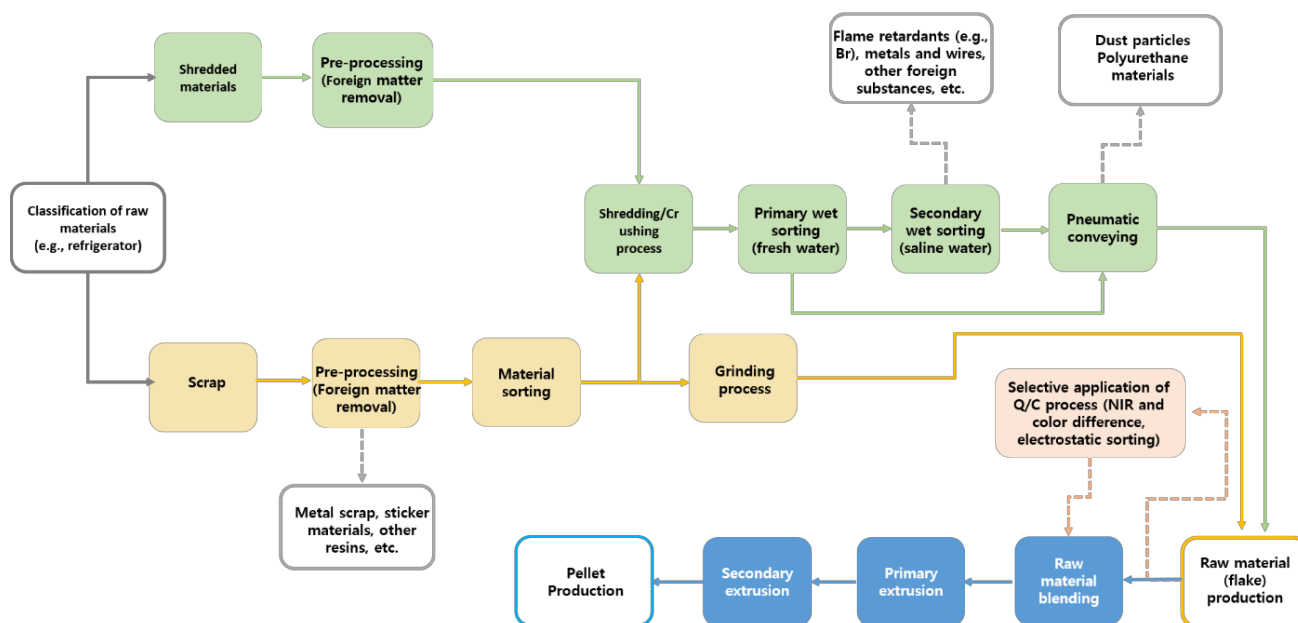 Flame retardants (e.g.,
Br), metals and wires,
other foreign
substances, etc.
Dust particles
Polyurethane
materials
Shredded
materials
Pre-processing
(Foreign matter
removal)
Classification of raw
materials
(e.g., refrigerator)
Shredding/Cr
ushing
process
Primary wet
sorting
(fresh water)
Secondary
wet sorting
(saline water)
Pneumatic
conveying
Scrap
Pre-processing
(Foreign matter
removal)
Material
sorting
Grinding
process
Selective application of
Q/C process (NIR and
color difference,
electrostatic sorting)
Metal scrap, sticker
materials, other
resins, etc.
Pellet
Production
Secondary
extrusion
Primary
extrusion
Raw
material
blending
Raw material
(flake)
production